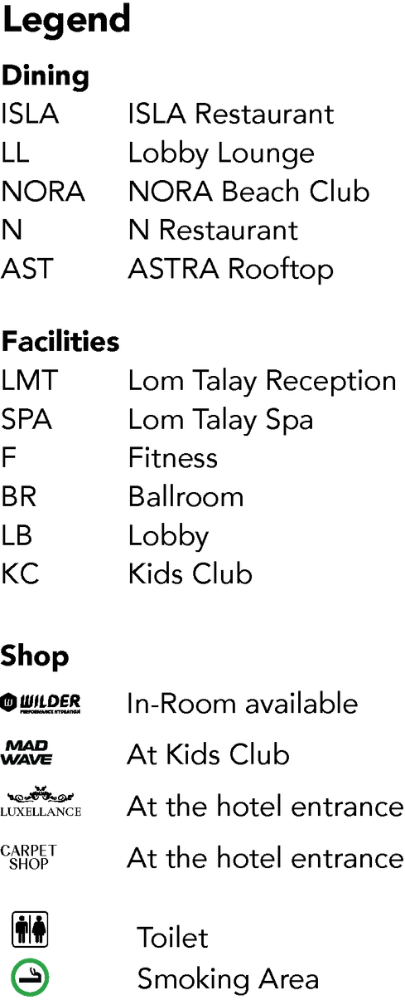 Legend
Dining
ISLA ISLA Restaurant
LL Lobby Lounge
NORA NORA Beach Club
N N Restaurant
AST ASTRA Rooftop
Facilities
LMT Lom Talay Reception
SPA Lom Talay Spa
F Fitness
BR Ballroom
LB Lobby
KC Kids Club
Shop
WILDER In-Room available
PERFORMANCE HYDRATION
MAD
WAVE At Kids Club
LUXELLANCE At the hotel entrance
CARPET
SHOP At the hotel entrance
Toilet
Smoking Area